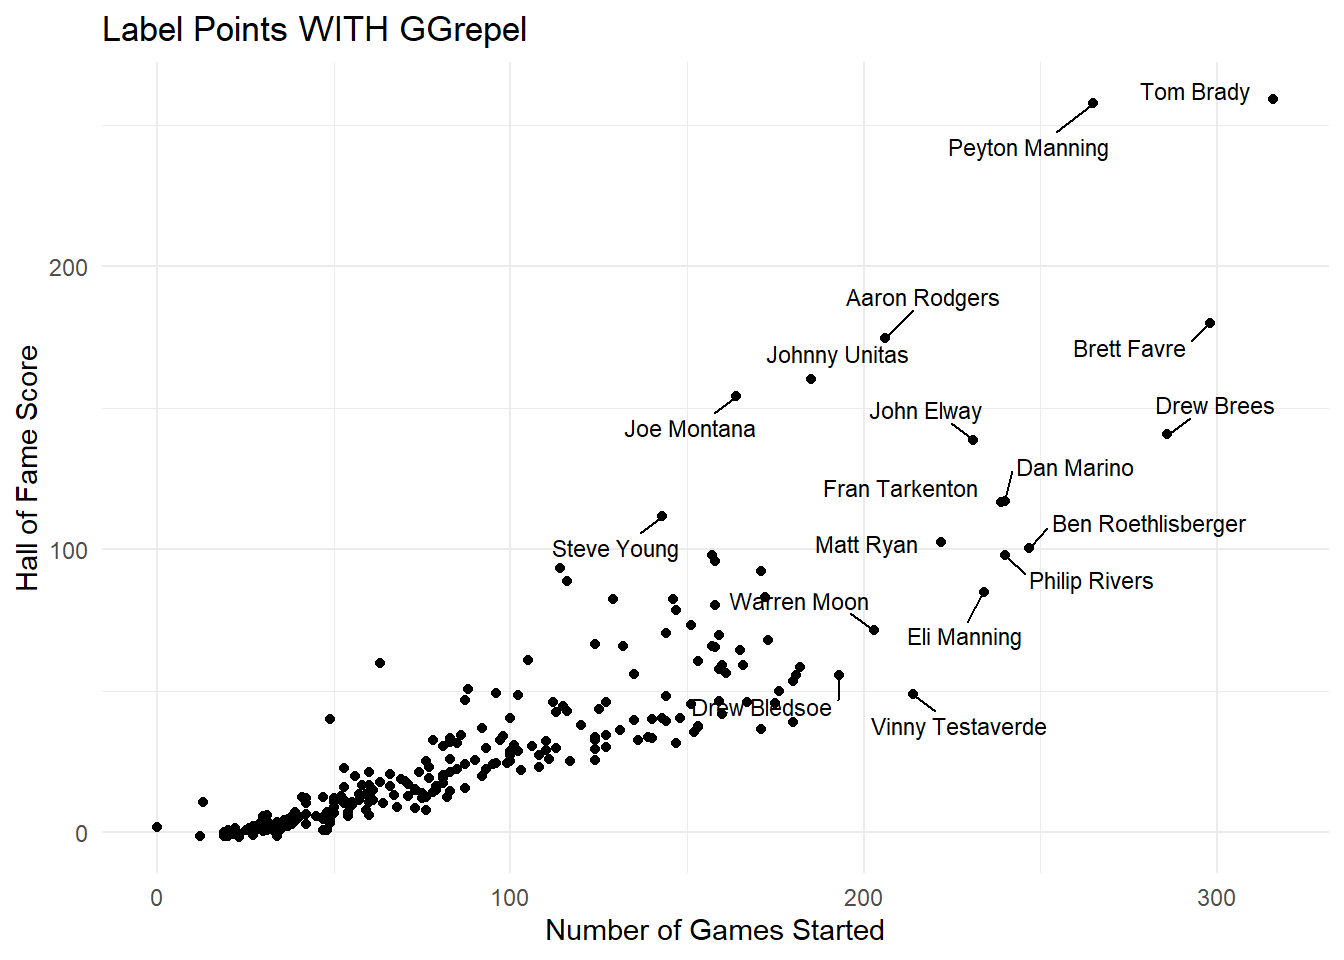 Label Points WITH GGrepel
Tom Brady
Peyton Manning
Aaron Rodgers
Brett Favre
Johnny Unitas
Joe Montana
John Elway
Drew Brees
Dan Marino
Fran Tarkenton
Ben Roethlisberger
Steve Young
Matt Ryan
Philip Rivers
Warren Moon
Eli Manning
Drew Bledsoe
Vinny Testaverde
200
100
0
Hall of Fame Score
0
100
200
300
Number of Games Started